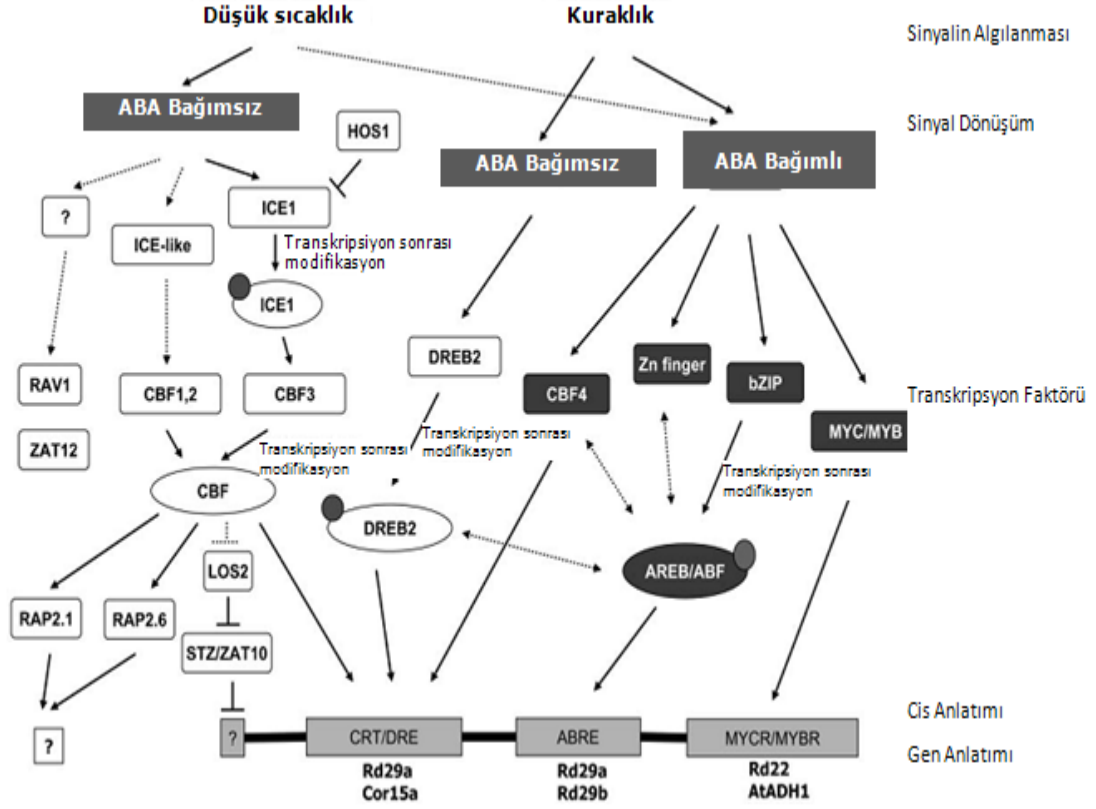 Düşük sıcaklık
Kuraklık
Sinyalin Algılanması
ABA Bağımsız
HOS1
Sinyal Dönüşüm
ABA Bağımsız
ABA Bağımlı
?
ICE-like
ICE1
Transkripsiyon sonrası
modifikasyon
ICE1
RAV1
ZAT12
CBF1,2
CBF3
DREB2
CBF4
Zn finger
bZIP
MYC/MYB
Transkripsyon Faktörü
Transkripsiyon sonrası
modifikasyon
Transkripsiyon sonrası
modifikasyon
Transkripsiyon sonrası
modifikasyon
CBF
DREB2
AREB/ABF
LOS2
RAP2.1
RAP2.6
STZ/ZAT10
?
?
CRT/DRE
ABRE
MYCR/MYBR
Cis Anlatımı
Gen Anlatımı
Rd29a
Cor15a
Rd29a
Rd29b
Rd22
AtADH1